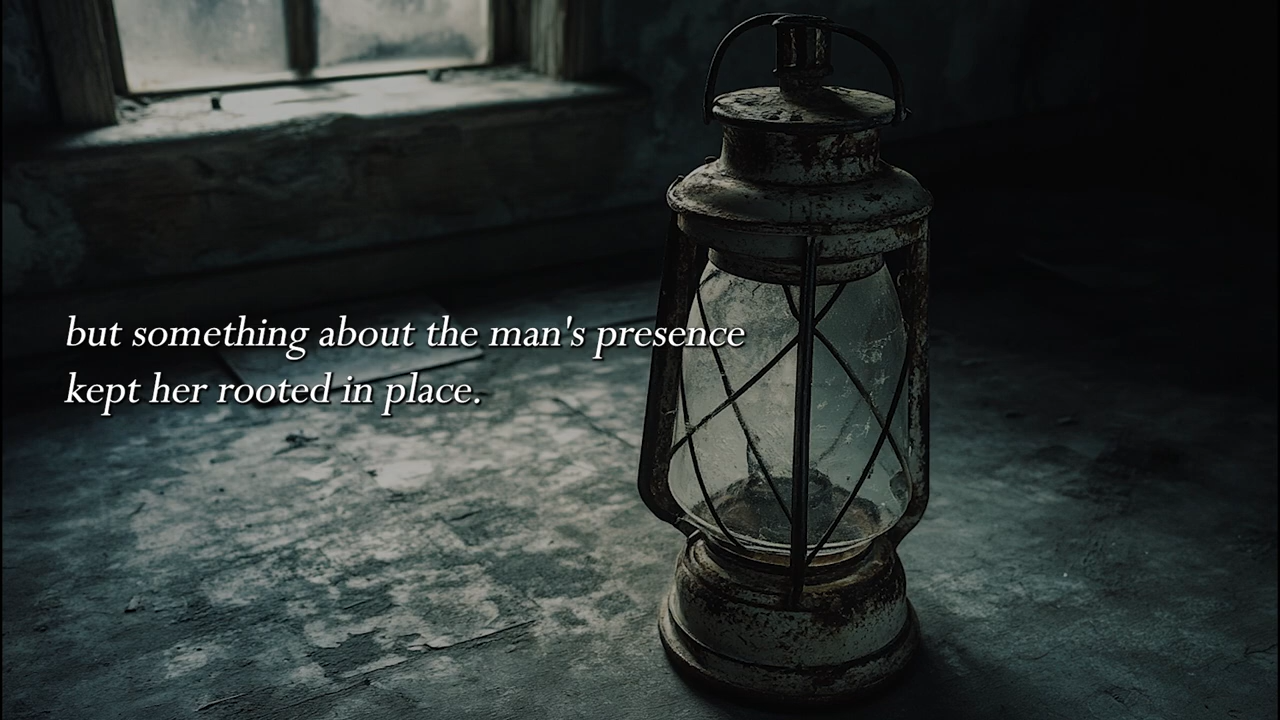 but something about the man's presence
kept her rooted in place.